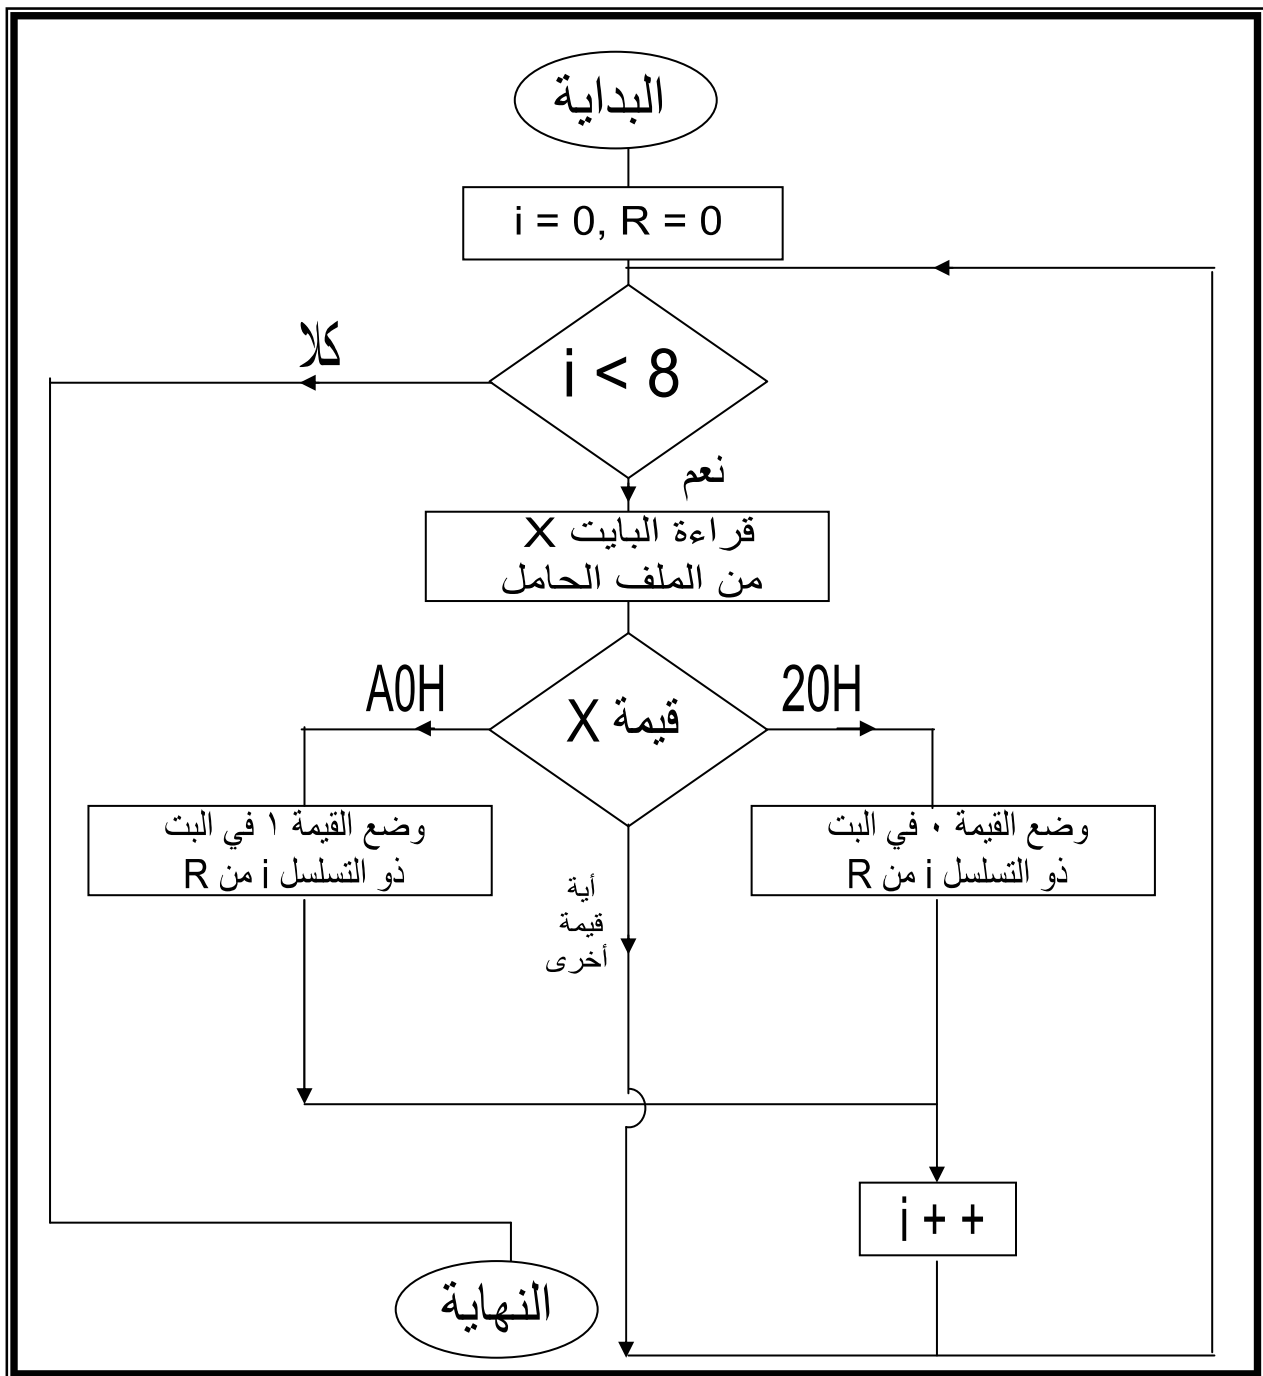 البداية
i = 0, R = 0
i < 8
كلا
نعم
قراءة البايت X
من الملف الحامل
A0H
قيمة X
20H
وضع القيمة ١ في البت
ذو التسلسل i من R
وضع القيمة ٠ في البت
ذو التسلسل i من R
أية
قيمة
أخرى
i + +
النهاية